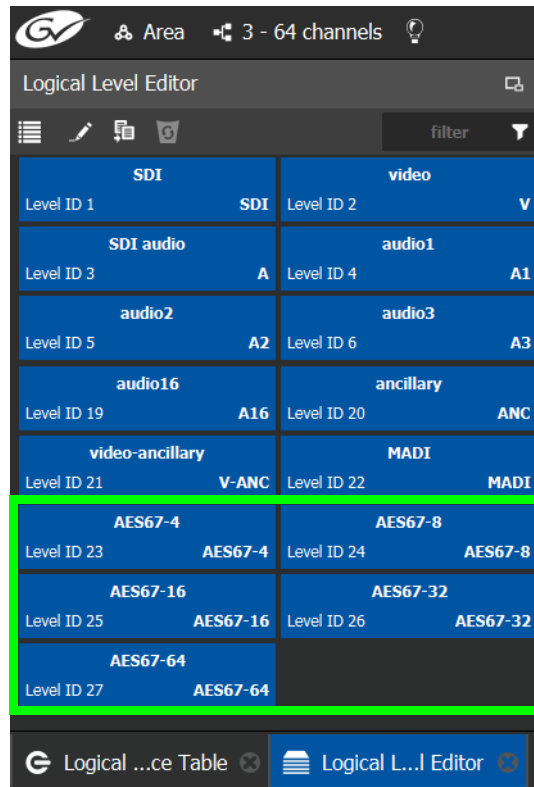 GV Area 3 - 64 channels
Logical Level Editor
filter
SDI video
Level ID 1 SDI Level ID 2 V
SDI audio audio1
Level ID 3 A Level ID 4 A1
audio2 audio3
Level ID 5 A2 Level ID 6 A3
audio16 ancillary
Level ID 19 A16 Level ID 20 ANC
video-ancillary MADI
Level ID 21 V-ANC Level ID 22 MADI
AES67-4 AES67-8
Level ID 23 AES67-4 Level ID 24 AES67-8
AES67-16 AES67-32
Level ID 25 AES67-16 Level ID 26 AES67-32
AES67-64
Level ID 27 AES67-64
Logical ...ce Table Logical L...l Editor